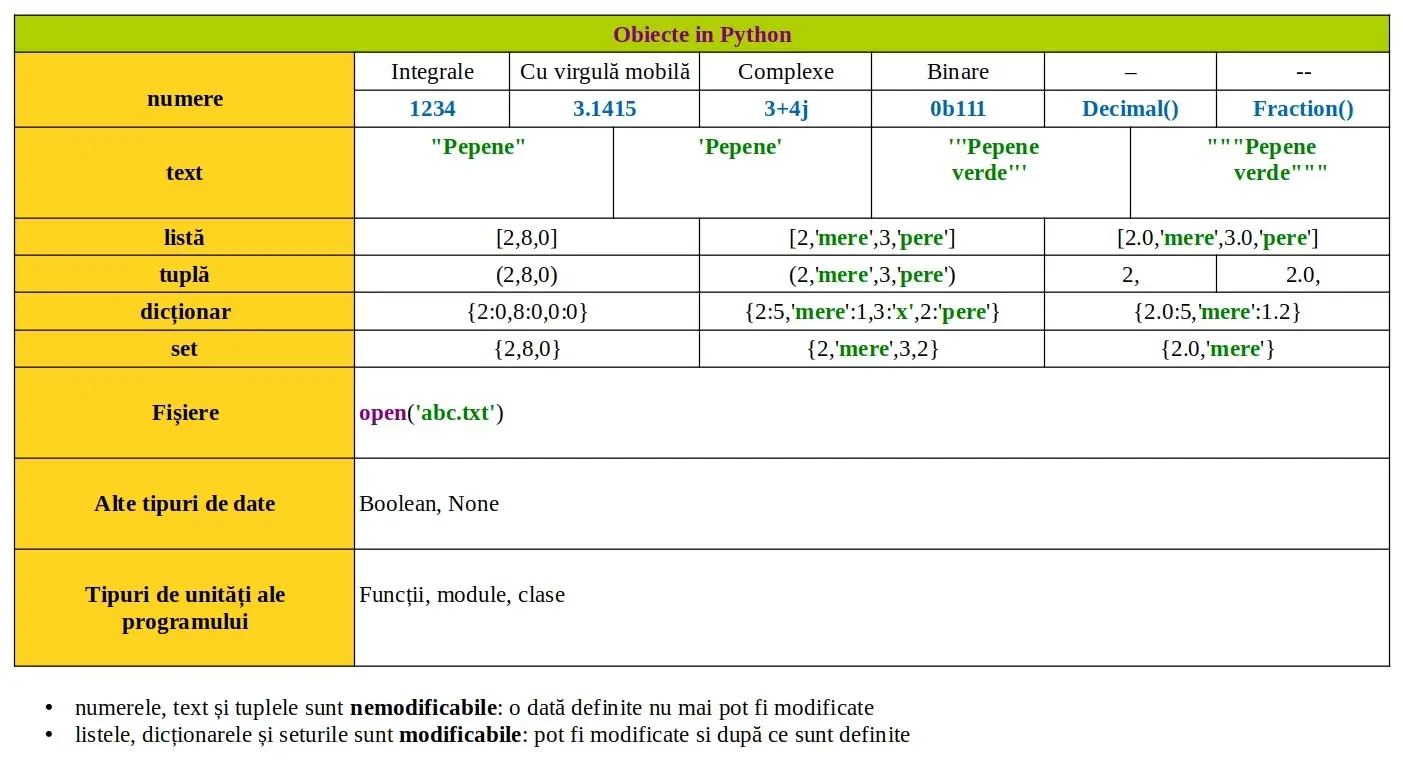 Obiecte in Python
numere
Integrale Cu virgulă mobilă Complexe Binare – --
1234 3.1415 3+4j 0b111 Decimal() Fraction()
text
"Pepene" 'Pepene' '''Pepene """Pepene
verde''' verde"""
listă [2,8,0] [2,'mere',3,'pere'] [2.0,'mere',3.0,'pere']
tuplă (2,8,0) (2,'mere',3,'pere') 2, 2.0,
dicționar {2:0,8:0,0:0} {2:5,'mere':1,3:'x',2:'pere'} {2.0:5,'mere':1.2}
set {2,8,0} {2,'mere',3,2} {2.0,'mere'}
Fișiere open('abc.txt')
Alte tipuri de date Boolean, None
Tipuri de unități ale
programului
Funcții, module, clase
• numerele, text și tuplele sunt nemodificabile: o dată definite nu mai pot fi modificate
• listele, dicționarele și seturile sunt modificabile: pot fi modificate si după ce sunt definite